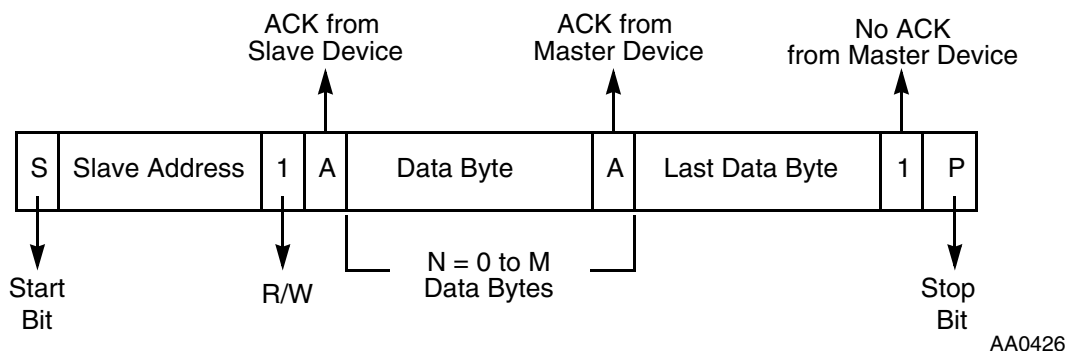 ACK from
Slave Device
ACK from
Master Device
No ACK
from Master Device
S
Slave Address
1
A
Data Byte
A
Last Data Byte
1
P
Start
Bit
R/W
N = 0 to M
Data Bytes
Stop
Bit
AA0426